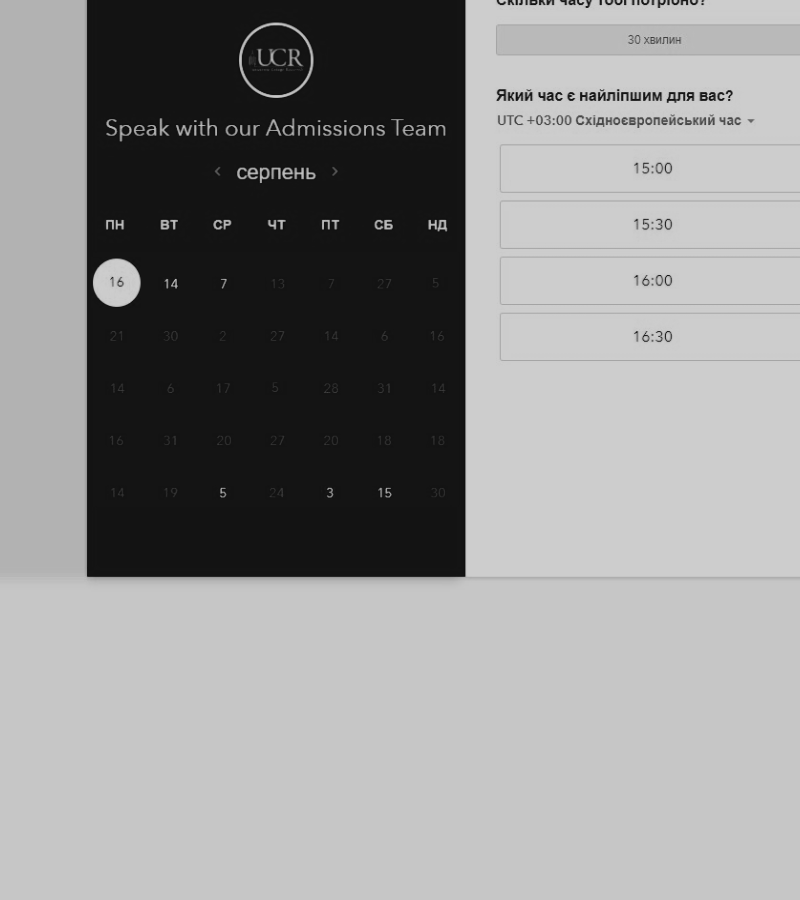 UCR
Speak with our Admissions Team
серпень
ПН ВТ СР ЧТ ПТ СБ НД
16 14 7 13 7 27 5
21 30 2 27 14 6 16
14 6 17 5 28 31 14
16 31 20 27 20 18 18
14 19 5 24 3 15 30
Скільки часу тобі потрібно?
30 хвилин
Який час є найліпшим для вас?
UTC +03:00 Східноєвропейський час
15:00
15:30
16:00
16:30